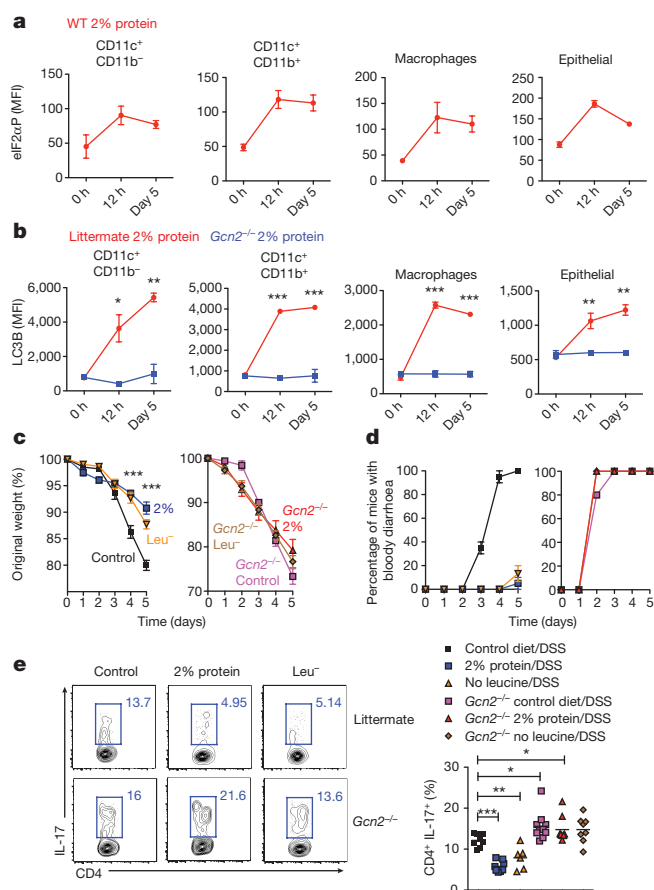 a
WT 2% protein
CD11c+
CD11b−
CD11c+
CD11b+
Macrophages
Epithelial
eIF2αP (MFI)
150
100
50
0
0 h
12 h
Day 5
150
100
50
0
0 h
12 h
Day 5
200
150
100
50
0
0 h
12 h
Day 5
250
200
150
100
50
0
0 h
12 h
Day 5
b
Littermate 2% protein
Gcn2−/− 2% protein
CD11c+
CD11b−
CD11c+
CD11b+
Macrophages
Epithelial
LC3B (MFI)
6,000
4,000
2,000
0
*
**
0 h
12 h
Day 5
5,000
4,000
3,000
2,000
1,000
0
***
***
0 h
12 h
Day 5
3,000
2,000
1,000
0
***
***
0 h
12 h
Day 5
1,500
1,000
500
0
**
**
0 h
12 h
Day 5
c
Original weight (%)
100
95
90
85
80
***
***
2%
Leu−
Control
0 1 2 3 4 5
Time (days)
100
90
80
70
Gcn2−/−
2%
Gcn2−/−
Leu−
Gcn2−/−
Control
0 1 2 3 4 5
d
Percentage of mice with
bloody diarrhoea
100
80
60
40
20
0
0 1 2 3 4 5
100
80
60
40
20
0
0 1 2 3 4 5
Time (days)
Control diet/DSS
2% protein/DSS
No leucine/DSS
Gcn2−/− control diet/DSS
Gcn2−/− 2% protein/DSS
Gcn2−/− no leucine/DSS
e
Control
2% protein
Leu−
13.7
4.95
5.14
Littermate
16
21.6
13.6
Gcn2−/−
IL-17
CD4
CD4+ IL-17+ (%)
30
20
10
0
*
*
**
***